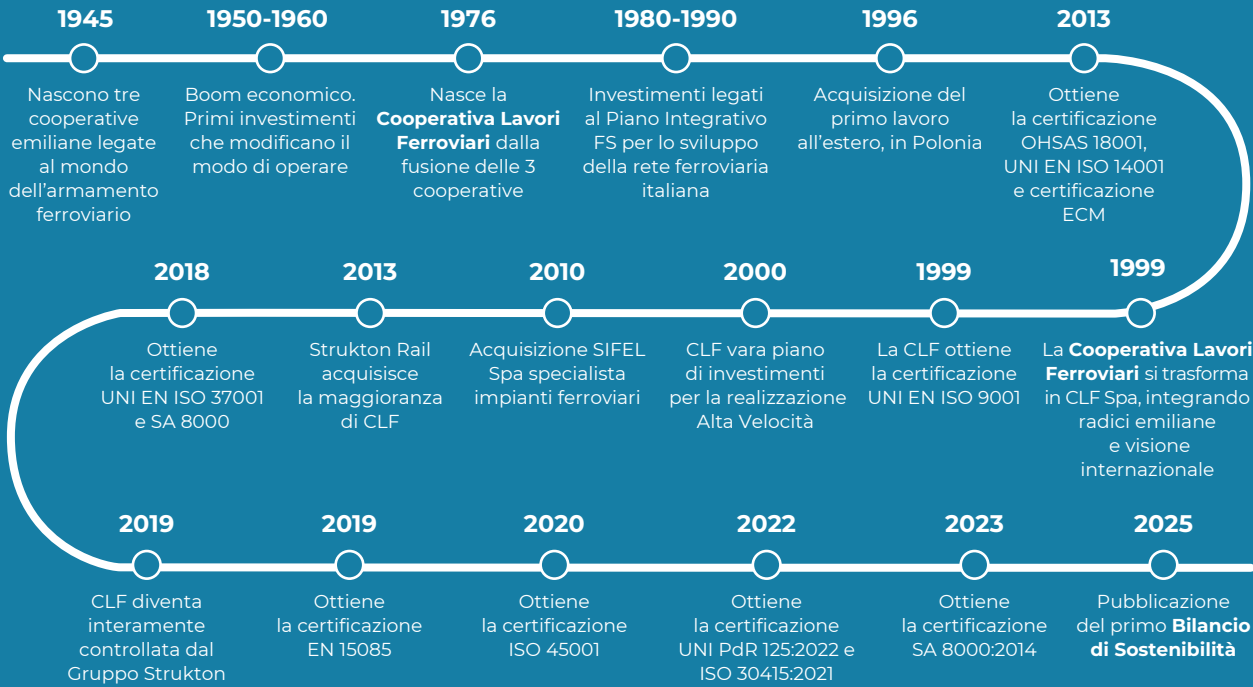 1945
Nascono tre
cooperative
emiliane legate
al mondo
dell'armamento
ferroviario
1950-1960
Boom economico.
Primi investimenti
che modificano il
modo di operare
1976
Nasce la
Cooperativa Lavori
Ferroviari dalla
fusione delle 3
cooperative
1980-1990
Investimenti legati
al Piano Integrativo
FS per lo sviluppo
della rete ferroviaria
italiana
1996
Acquisizione del
primo lavoro
all'estero, in Polonia
2013
Ottiene
la certificazione
OHSAS 18001,
UNI EN ISO 14001
e certificazione
ECM
1999
La Cooperativa Lavori
Ferroviari si trasforma
in CLF Spa, integrando
radici emiliane
e visione
internazionale
1999
La CLF ottiene
la certificazione
UNI EN ISO 9001
2000
CLF vara piano
di investimenti
per la realizzazione
Alta Velocità
2010
Acquisizione SIFEL
Spa specialista
impianti ferroviari
2013
Strukton Rail
acquisisce
la maggioranza
di CLF
2018
Ottiene
la certificazione
UNI EN ISO 37001
e SA 8000
2019
CLF diventa
interamente
controllata dal
Gruppo Strukton
2019
Ottiene
la certificazione
EN 15085
2020
Ottiene
la certificazione
ISO 45001
2022
Ottiene
la certificazione
UNI PdR 125:2022 e
ISO 30415:2021
2023
Ottiene
la certificazione
SA 8000:2014
2025
Pubblicazione
del primo Bilancio
di Sostenibilità